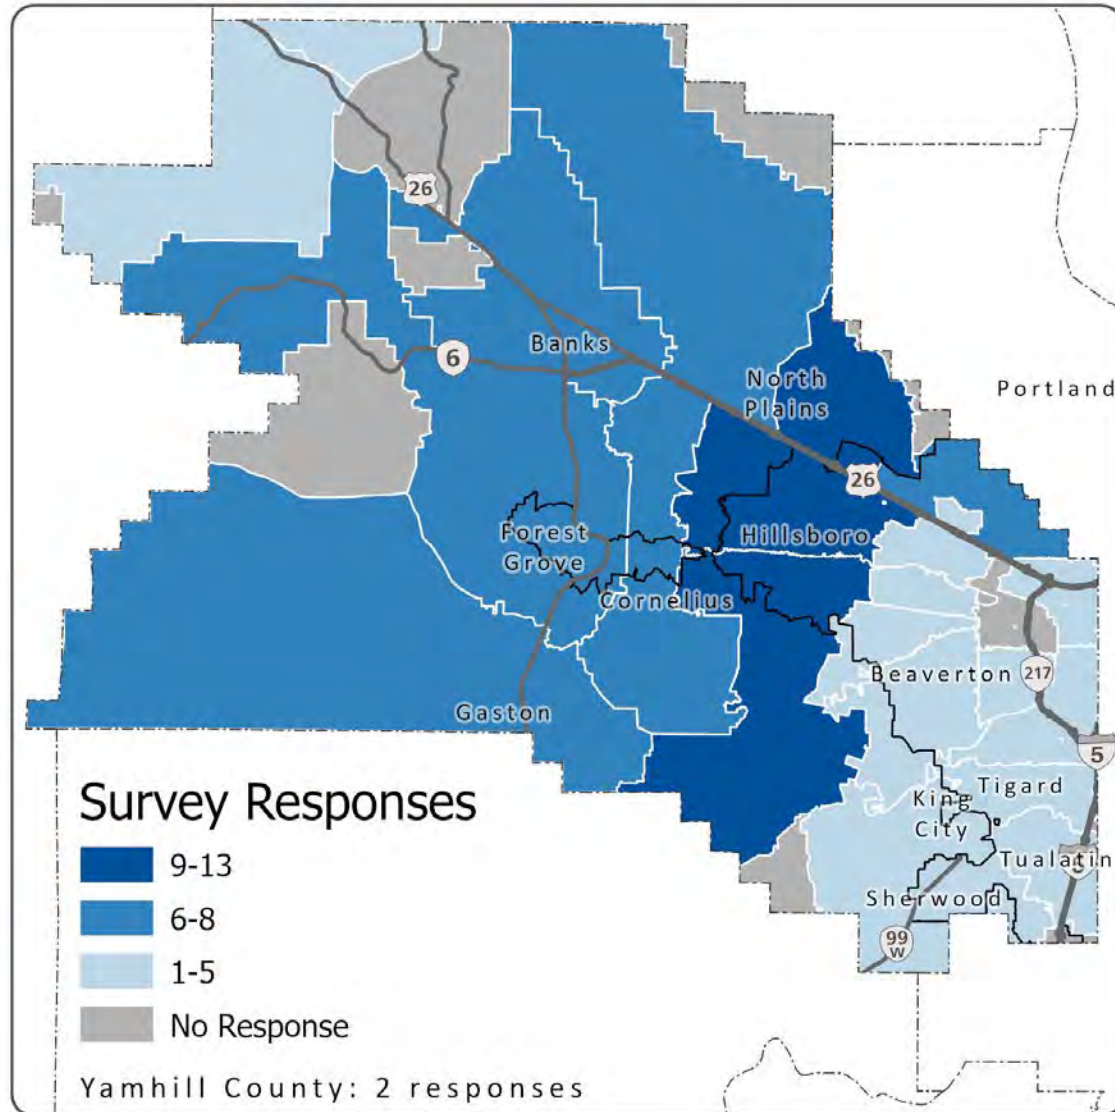 26
Banks
6
North
Plains
Portland
26
Forest
Grove
Hillsboro
Cornelius
Beaverton
217
Gaston
5
Survey Responses
Tigard
King
City
9-13
Tualatin
5
Sherwood
6-8
99
W
1-5
No Response
Yamhill County: 2 responses